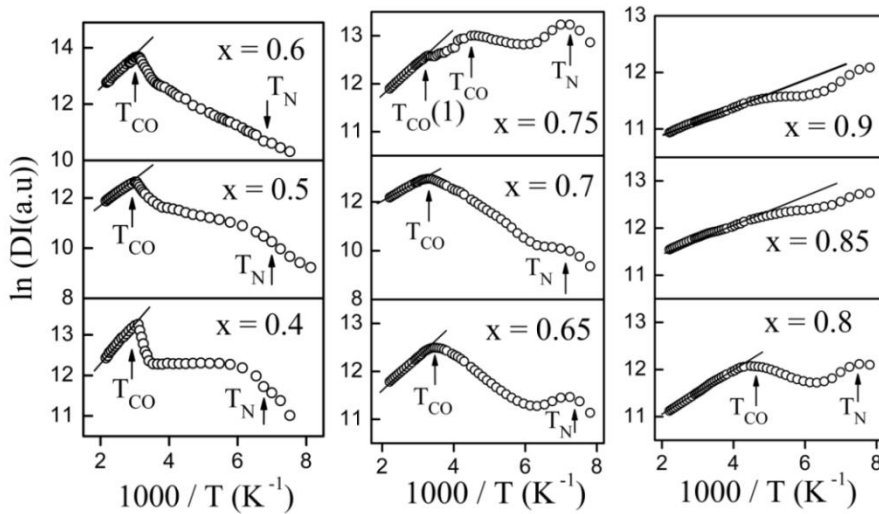 ln (DI(a.u)
14
12
10
x = 0.6
T_CO
T_N
12
10
8
x = 0.5
T_CO
T_N
13
12
11
x = 0.4
T_CO
T_N
2 4 6 8
1000 / T (K⁻¹)
13
12
11
T_CO(1)
T_CO
T_N
x = 0.75
12
10
8
x = 0.7
T_CO
T_N
13
12
11
x = 0.65
T_CO
T_N
2 4 6 8
1000 / T (K⁻¹)
13
12
11
x = 0.9
13
12
11
x = 0.85
13
12
11
x = 0.8
T_CO
T_N
2 4 6 8
1000 / T (K⁻¹)